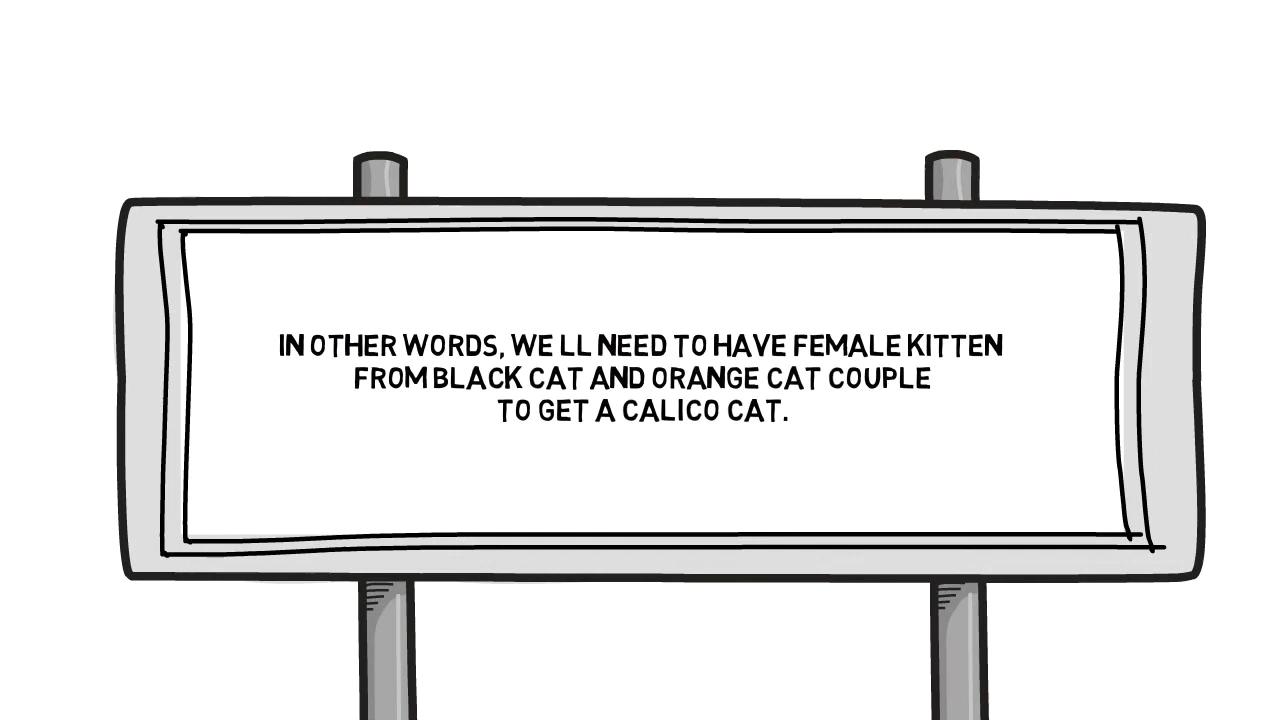 IN OTHER WORDS, WE LL NEED TO HAVE FEMALE KITTEN
FROM BLACK CAT AND ORANGE CAT COUPLE
TO GET A CALICO CAT.